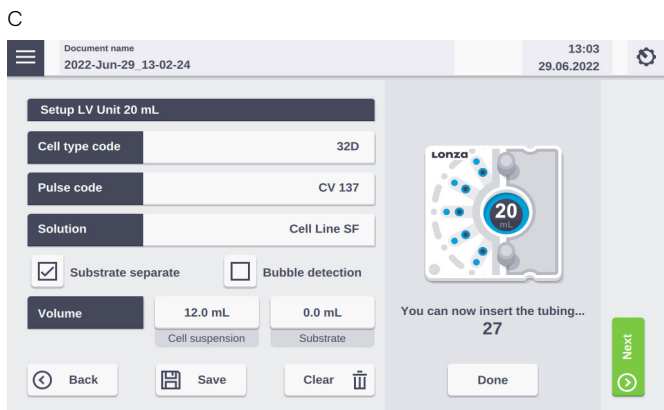 C
Document name
2022-Jun-29_13-02-24
13:03
29.06.2022
Setup LV Unit 20 mL
Cell type code 32D
Pulse code CV 137
Solution Cell Line SF
Substrate separate Bubble detection
Volume 12.0 mL 0.0 mL
Cell suspension Substrate
Back Save Clear
Lonza
20
mL
You can now insert the tubing...
27
Done
Next